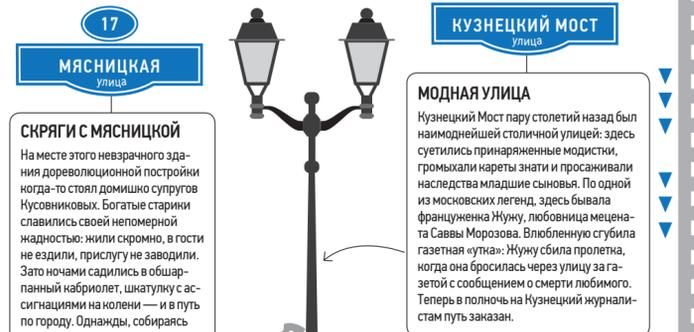 17
МЯСНИЦКАЯ
улица
СКРЯГИ С МЯСНИЦКОЙ
На месте этого невзрачного зда-
ния дореволюционной постройки
когда-то стоял домишко супругов
Кусовниковых. Богатые старики
славились своей непомерной
жадностью: жили скромно, в гости
не ездили, прислугу не заводили.
Зато ночами садились в обшар-
панный кабриолет, шкатулку с ас-
сигнациями на колени — и в путь
по городу. Однажды, собираясь
КУЗНЕЦКИЙ МОСТ
улица
МОДНАЯ УЛИЦА
Кузнецкий Мост пару столетий назад был
наимоднейшей столичной улицей: здесь
суетились принаряженные модистки,
громыхали кареты знати и просаживали
наследства младшие сыновья. По одной
из московских легенд, здесь бывала
француженка Жужу, любовница мецена-
та Саввы Морозова. Влюбленную сгубила
газетная «утка»: Жужу сбила пролетка,
когда она бросилась через улицу за га-
зетой с сообщением о смерти любимого.
Теперь в полночь на Кузнецкий журнали-
стам путь заказан.